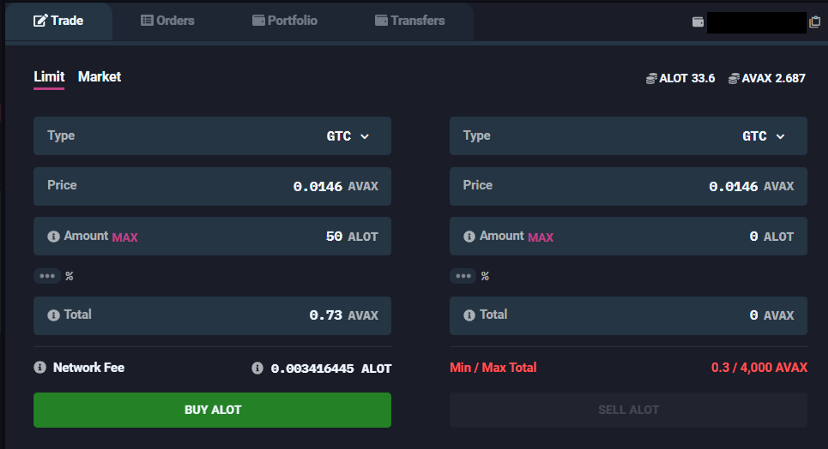 Trade Orders Portfolio Transfers
Limit Market ALOT 33.6 AVAX 2.687
Type GTC Type GTC
Price 0.0146 AVAX Price 0.0146 AVAX
Amount MAX 50 ALOT Amount MAX 0 ALOT
••• % ••• %
Total 0.73 AVAX Total 0 AVAX
Network Fee 0.003416445 ALOT Min / Max Total 0.3 / 4,000 AVAX
BUY ALOT SELL ALOT